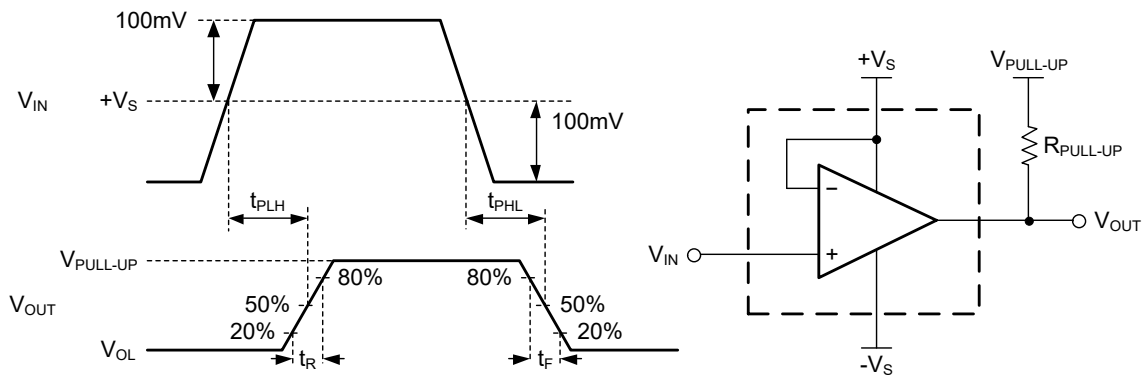 100mV
V_IN
+V_S
100mV
t_PLH
t_PHL
V_PULL-UP
80%
80%
V_OUT
50%
50%
20%
20%
V_OL
t_R
t_F
+V_S
V_PULL-UP
R_PULL-UP
−
V_OUT
V_IN
+
-V_S